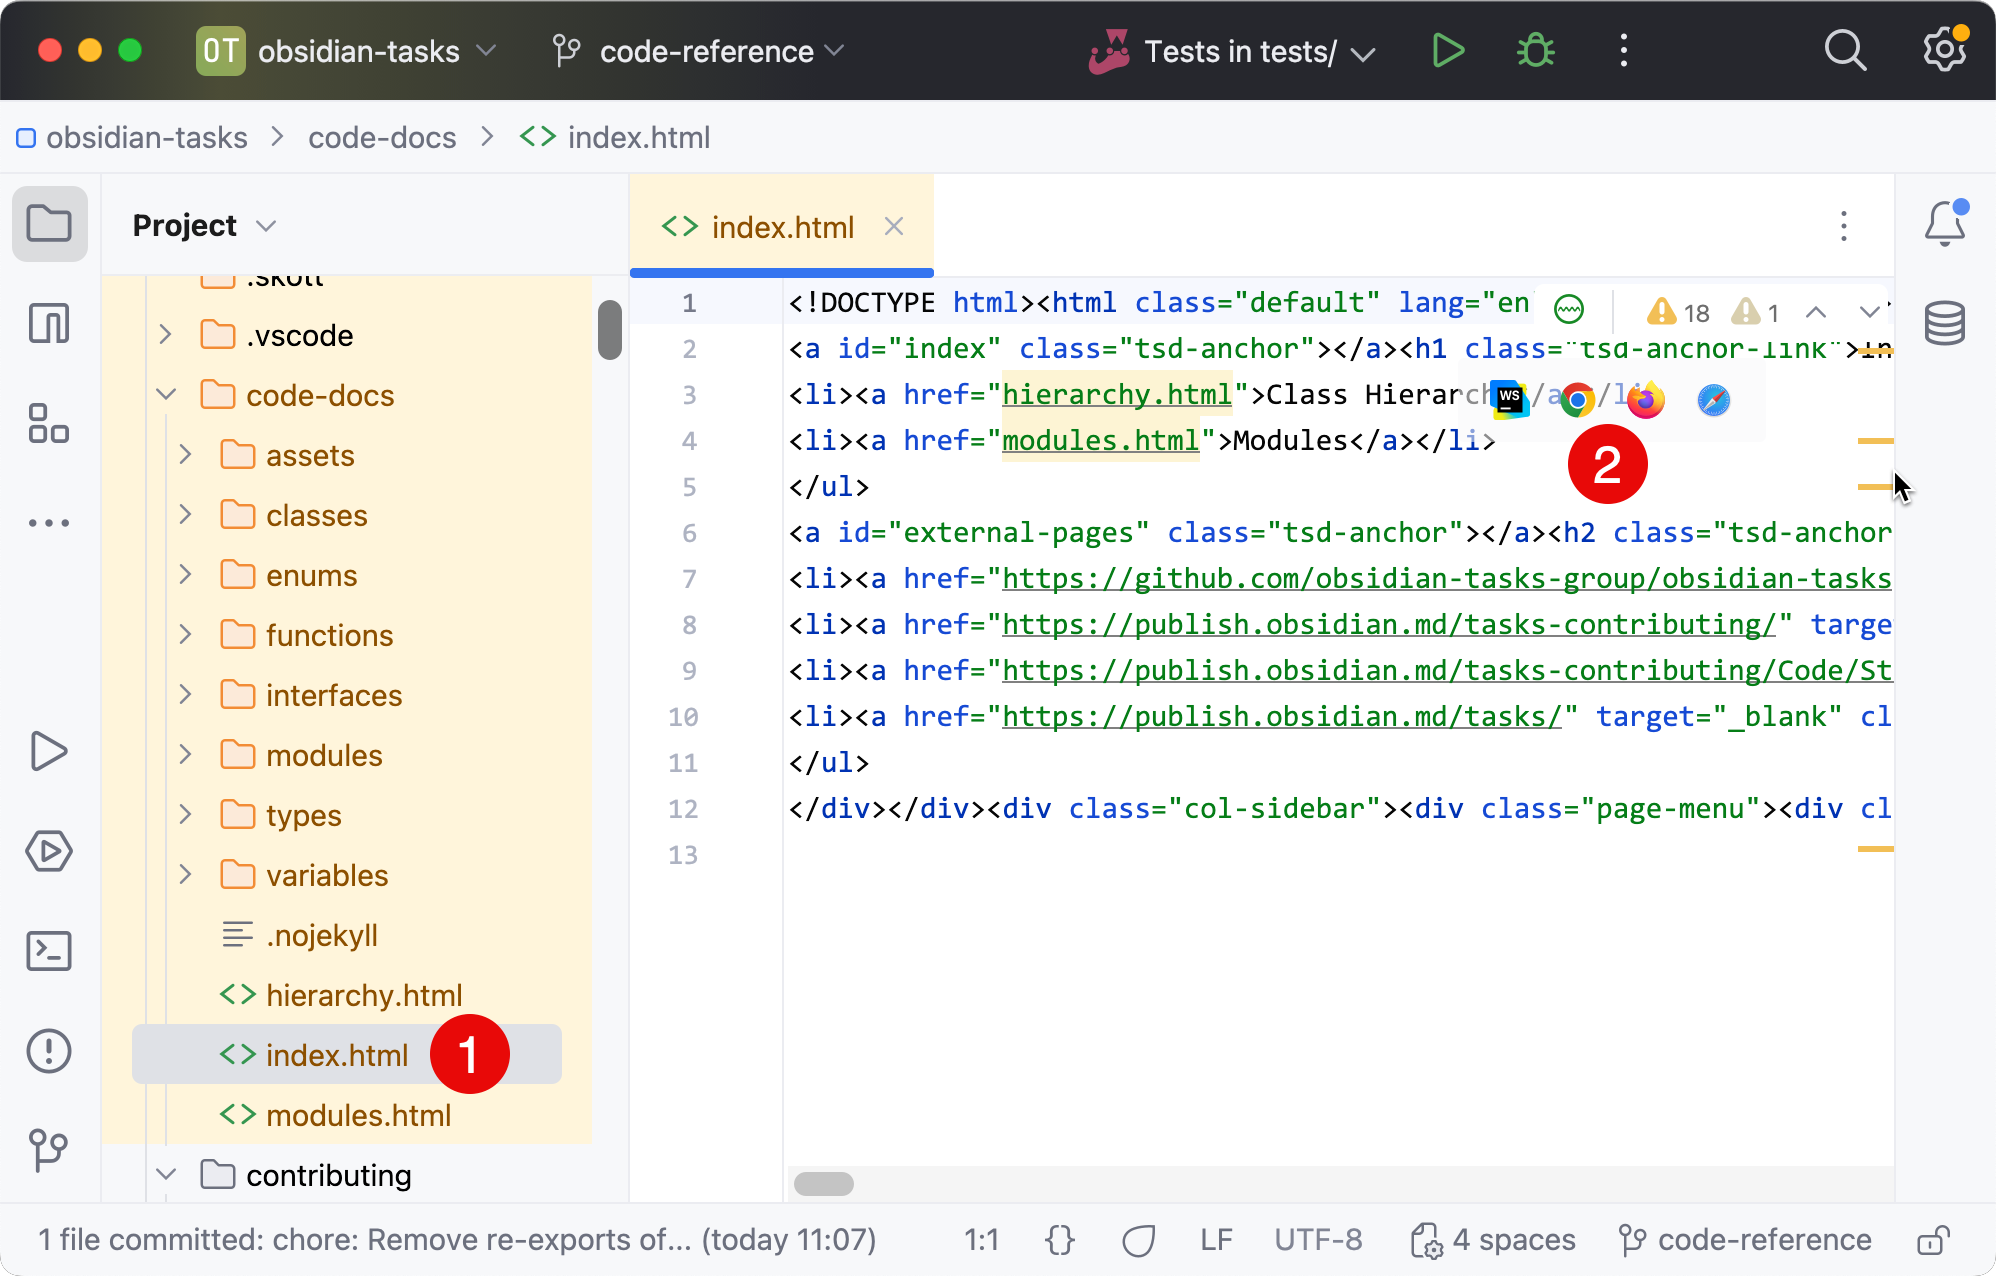 OT obsidian-tasks code-reference Tests in tests/
obsidian-tasks > code-docs > <> index.html
Project
<> index.html
.vscode
code-docs
assets
classes
enums
functions
interfaces
modules
types
variables
.nojekyll
<> hierarchy.html
<> index.html 1
<> modules.html
contributing
1 <!DOCTYPE html><html class="default" lang="en
18 1
2 <a id="index" class="tsd-anchor"></a><h1 class="tsd-anchor-link">In
3 <li><a href="hierarchy.html">Class Hierarchy</a></li
WS
4 <li><a href="modules.html">Modules</a></li>
2
5 </ul>
6 <a id="external-pages" class="tsd-anchor"></a><h2 class="tsd-anchor
7 <li><a href="https://github.com/obsidian-tasks-group/obsidian-tasks
8 <li><a href="https://publish.obsidian.md/tasks-contributing/" targe
9 <li><a href="https://publish.obsidian.md/tasks-contributing/Code/St
10 <li><a href="https://publish.obsidian.md/tasks/" target="_blank" cl
11 </ul>
12 </div></div><div class="col-sidebar"><div class="page-menu"><div cl
13
1 file committed: chore: Remove re-exports of... (today 11:07) 1:1 {} LF UTF-8 4 spaces code-reference